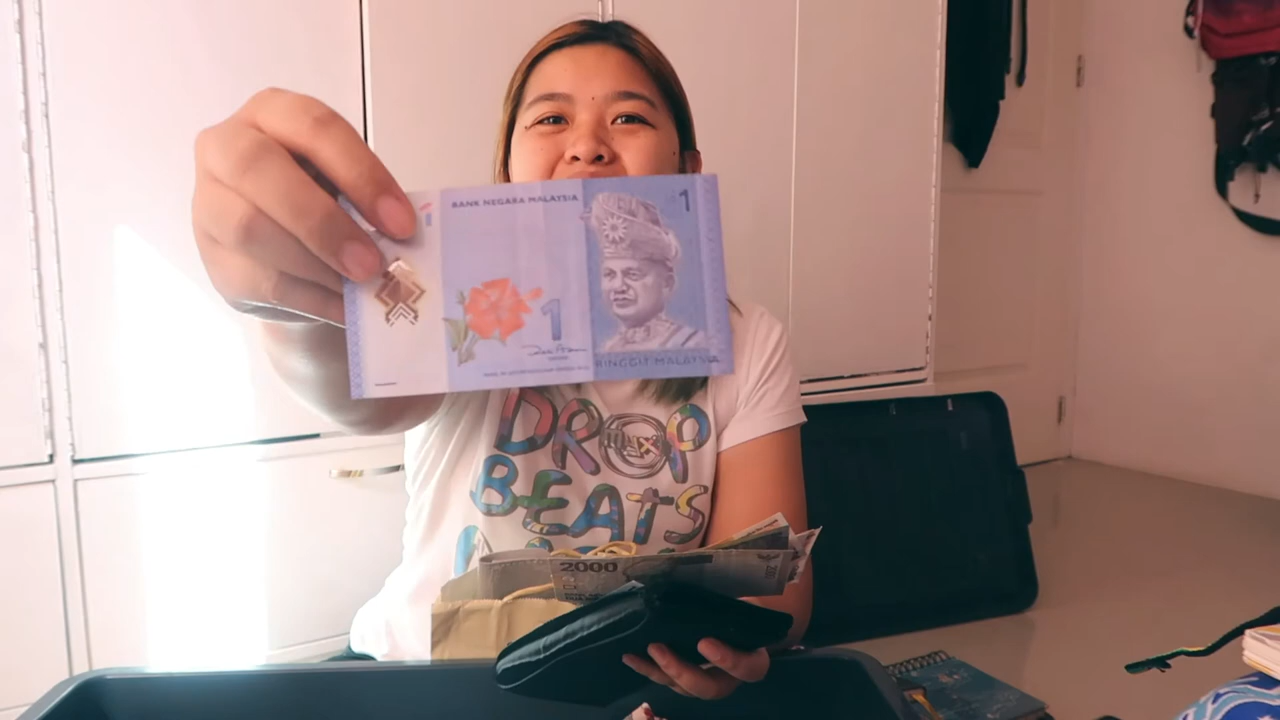 BANK NEGARA MALAYSIA
1
1
RINGGIT MALAYSIA
DROP
BEATS
2000